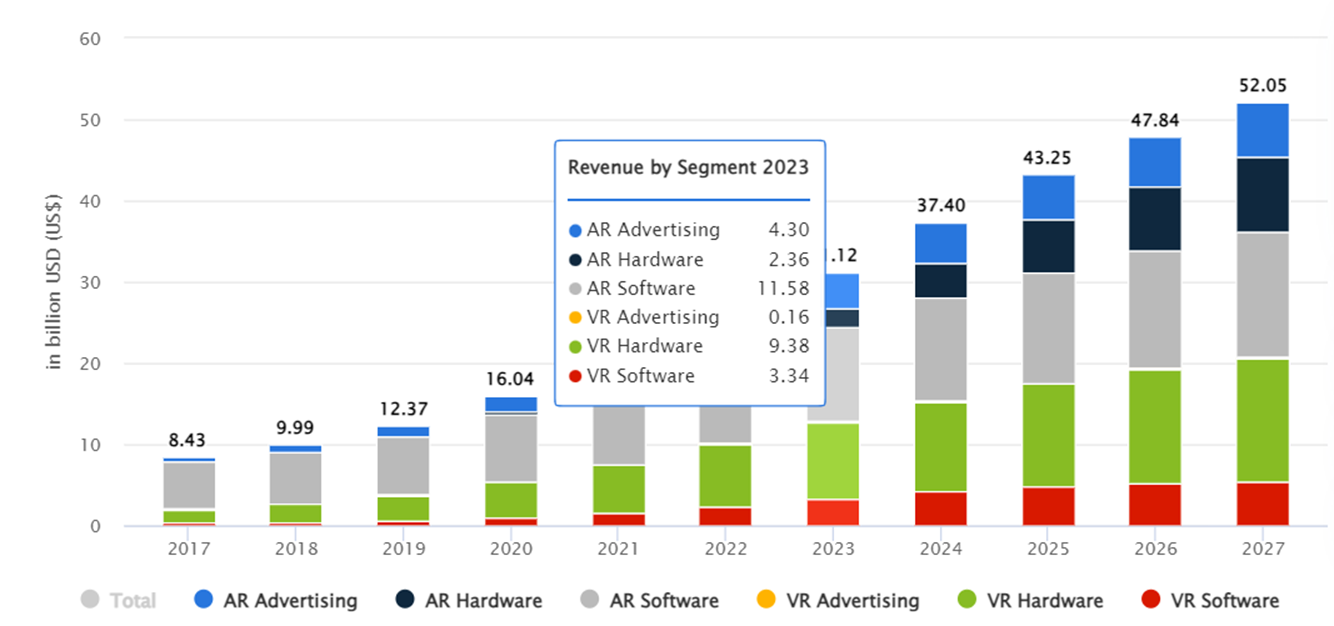 60
50
40
30
20
10
0
in billion USD (US$)
8.43
9.99
12.37
16.04
.12
37.40
43.25
47.84
52.05
Revenue by Segment 2023
AR Advertising 4.30
AR Hardware 2.36
AR Software 11.58
VR Advertising 0.16
VR Hardware 9.38
VR Software 3.34
2017 2018 2019 2020 2021 2022 2023 2024 2025 2026 2027
Total AR Advertising AR Hardware AR Software VR Advertising VR Hardware VR Software